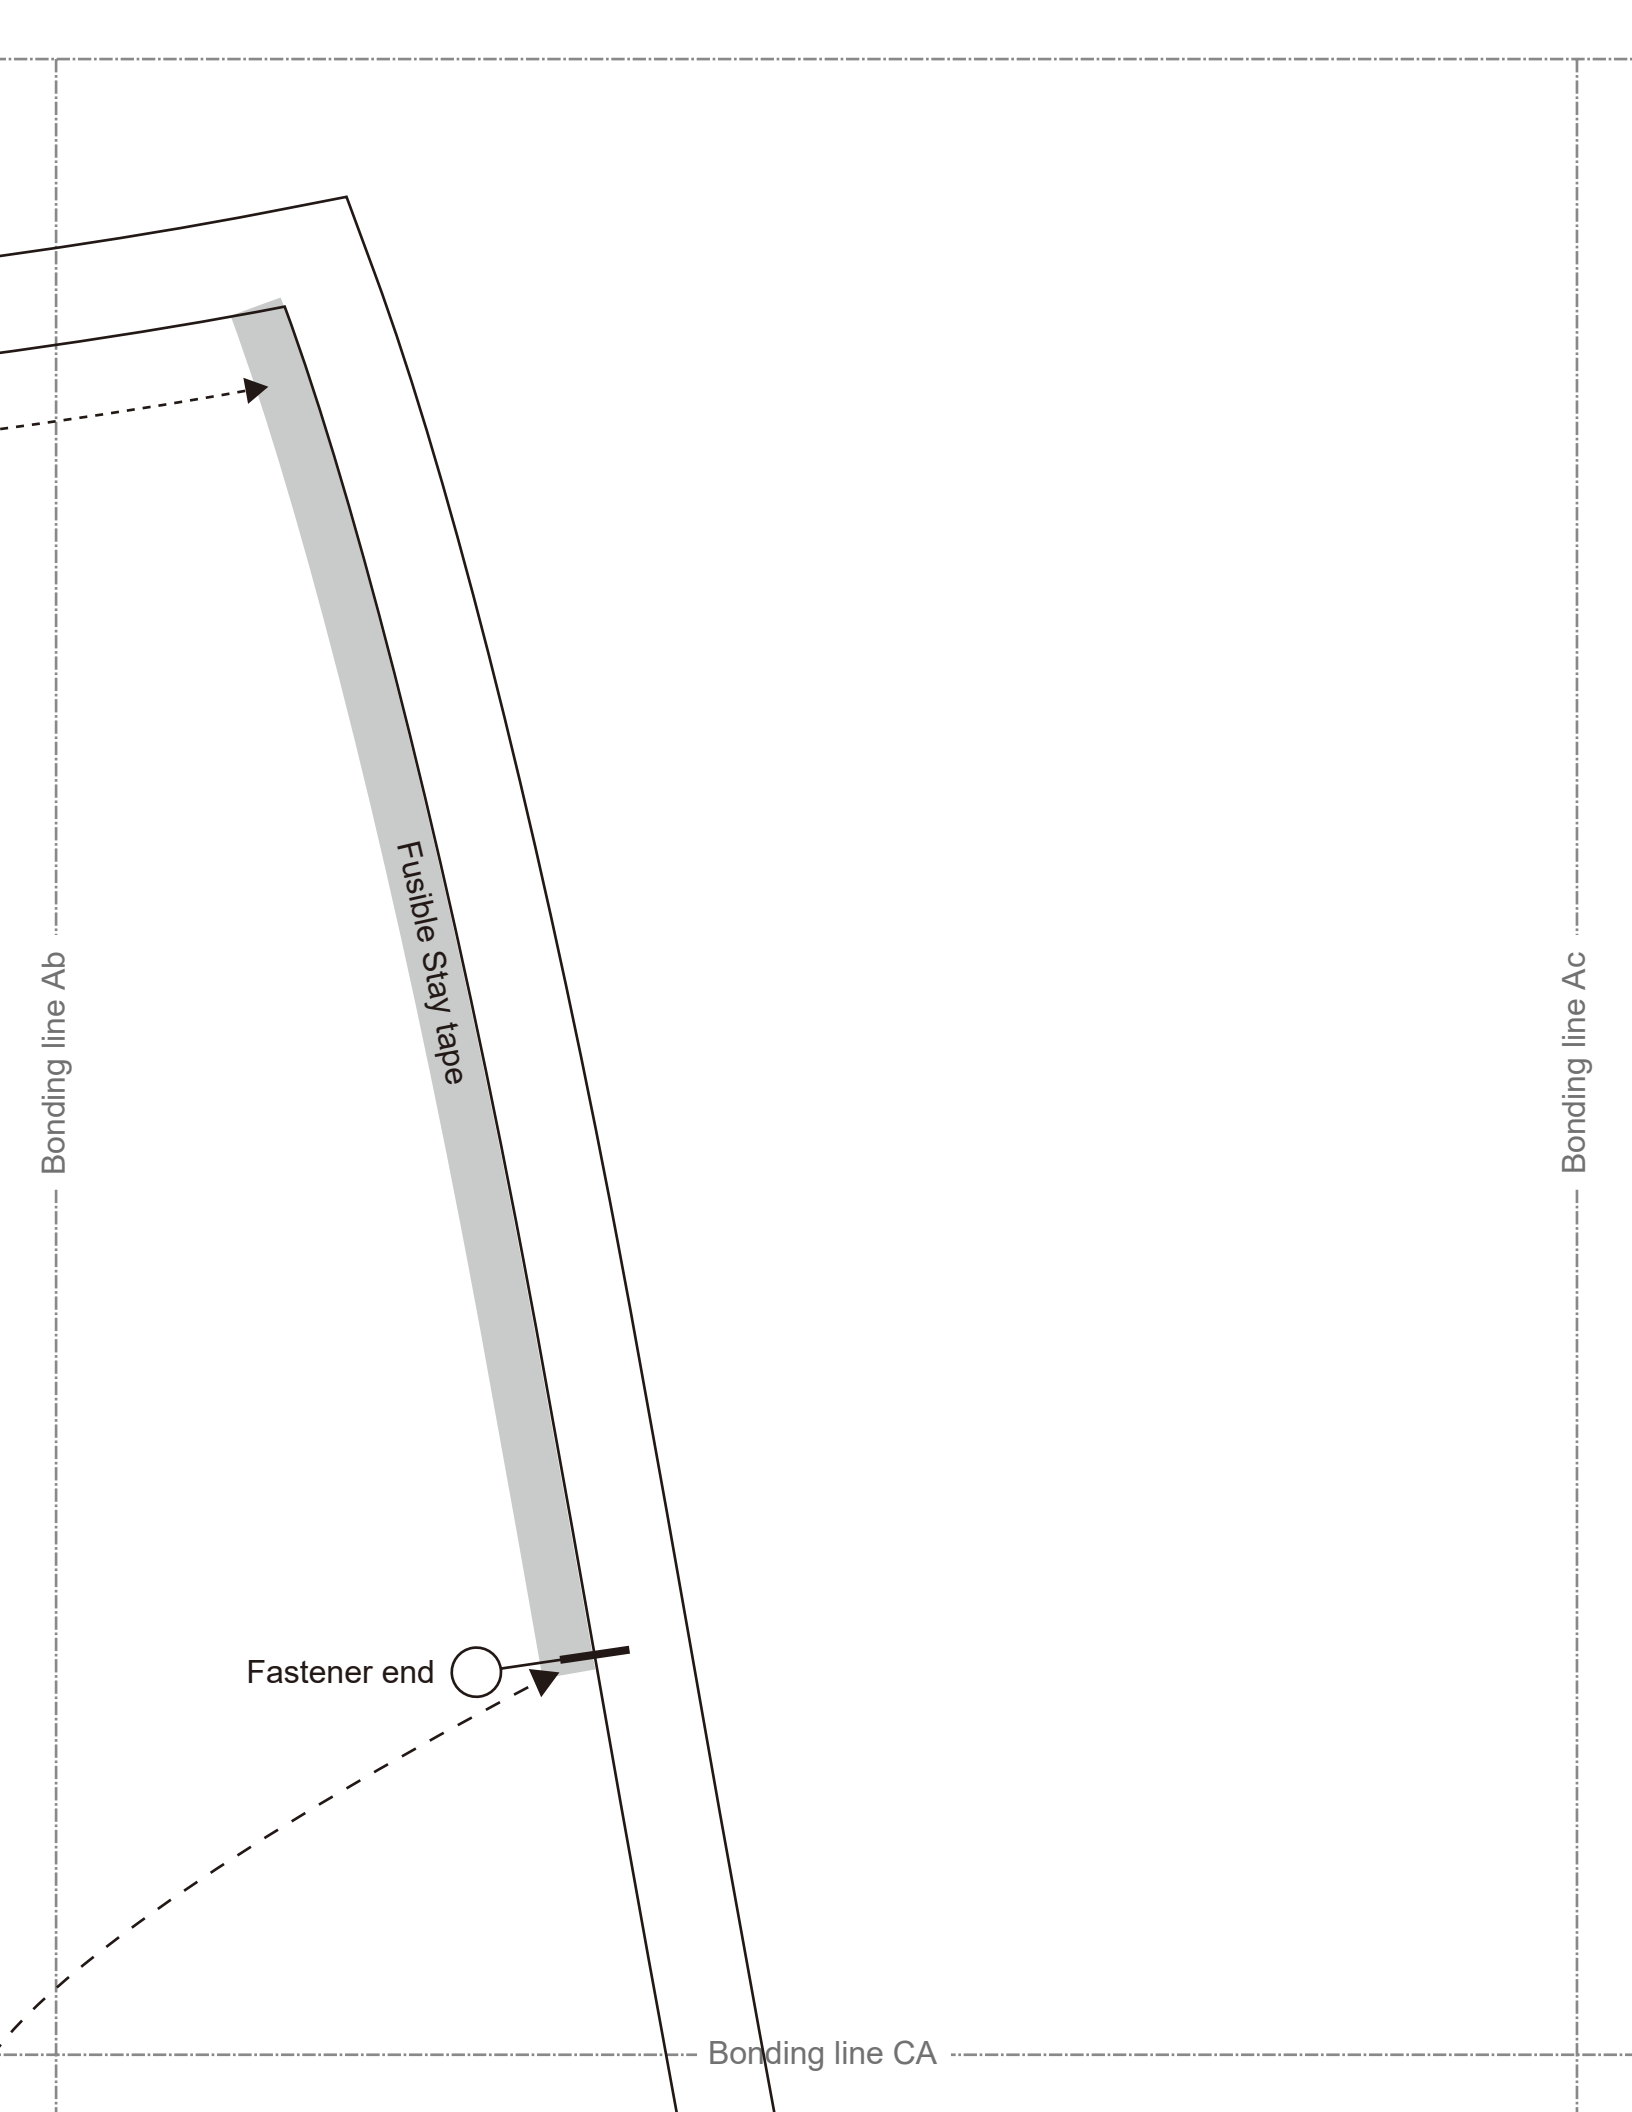 Fusible Stay tape
Bonding line Ab
Bonding line Ac
Fastener end
Bonding line CA